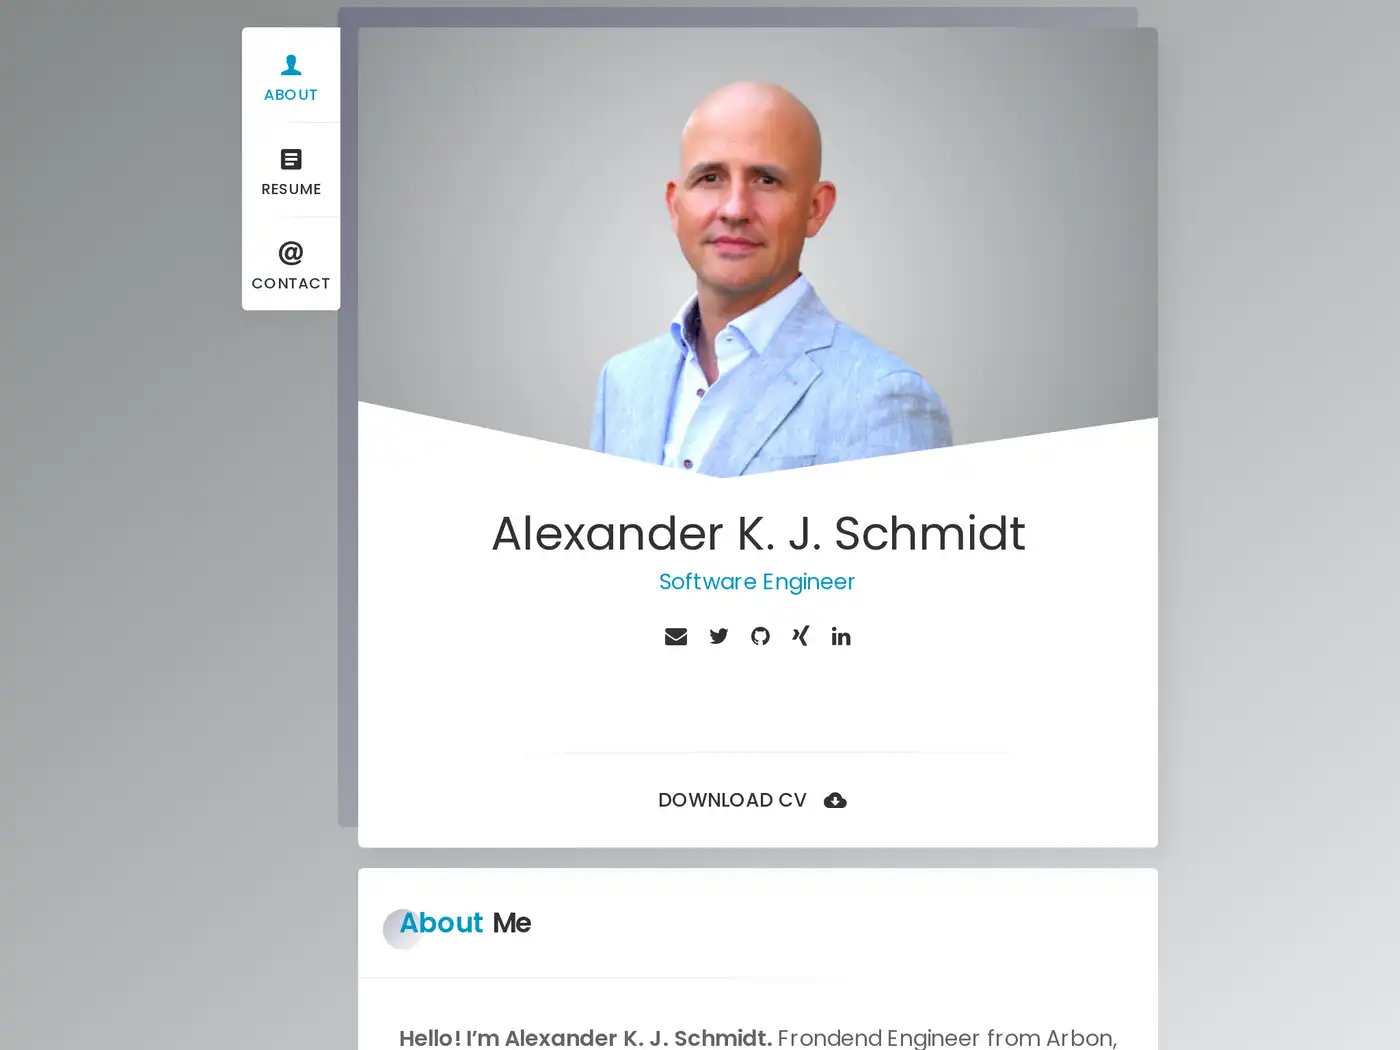 ABOUT
RESUME
CONTACT
Alexander K. J. Schmidt
Software Engineer
DOWNLOAD CV
About Me
Hello! I’m Alexander K. J. Schmidt. Frondend Engineer from Arbon,